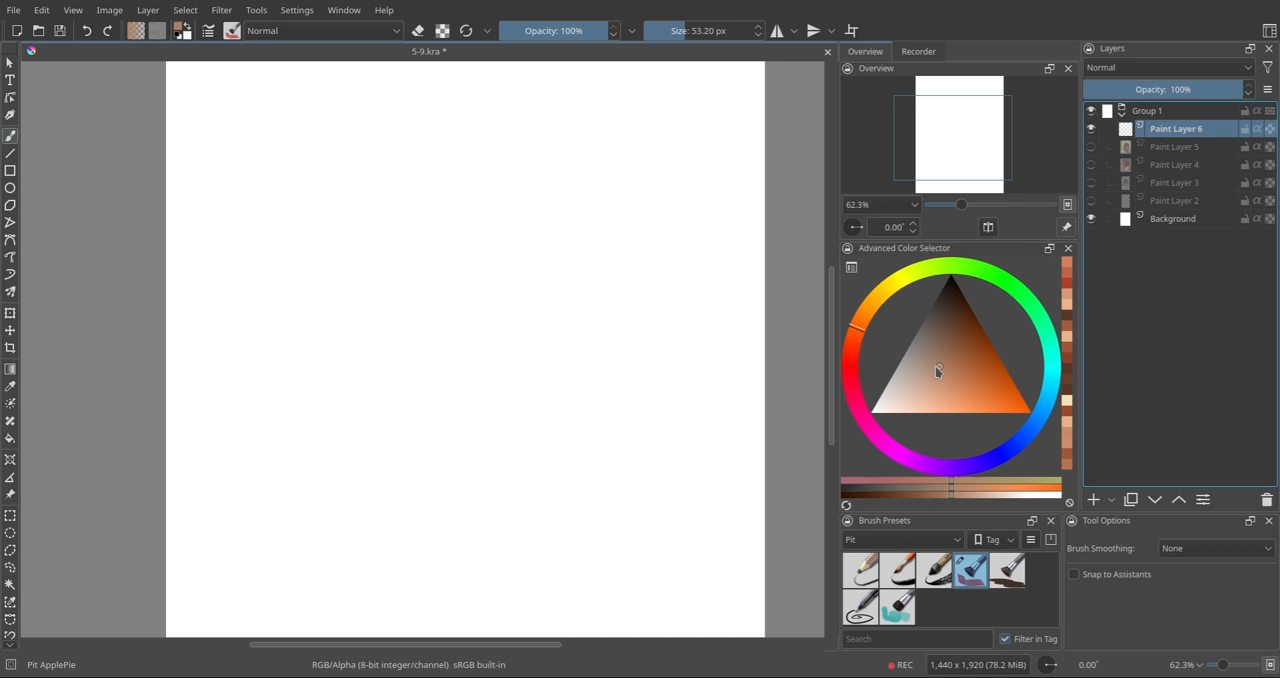 File Edit View Image Layer Select Filter Tools Settings Window Help
Normal Opacity: 100% Size: 53.20 px
5-9.kra *
Overview Recorder
Overview
62.3%
0.00°
Advanced Color Selector
Brush Presets
Pit Tag
Search Filter in Tag
Layers
Normal
Opacity: 100%
Group 1
Paint Layer 6
Paint Layer 5
Paint Layer 4
Paint Layer 3
Paint Layer 2
Background
Tool Options
Brush Smoothing: None
Snap to Assistants
Pit ApplePie RGB/Alpha (8-bit integer/channel) sRGB built-in REC 1,440 x 1,920 (78.2 MiB) 0.00° 62.3%